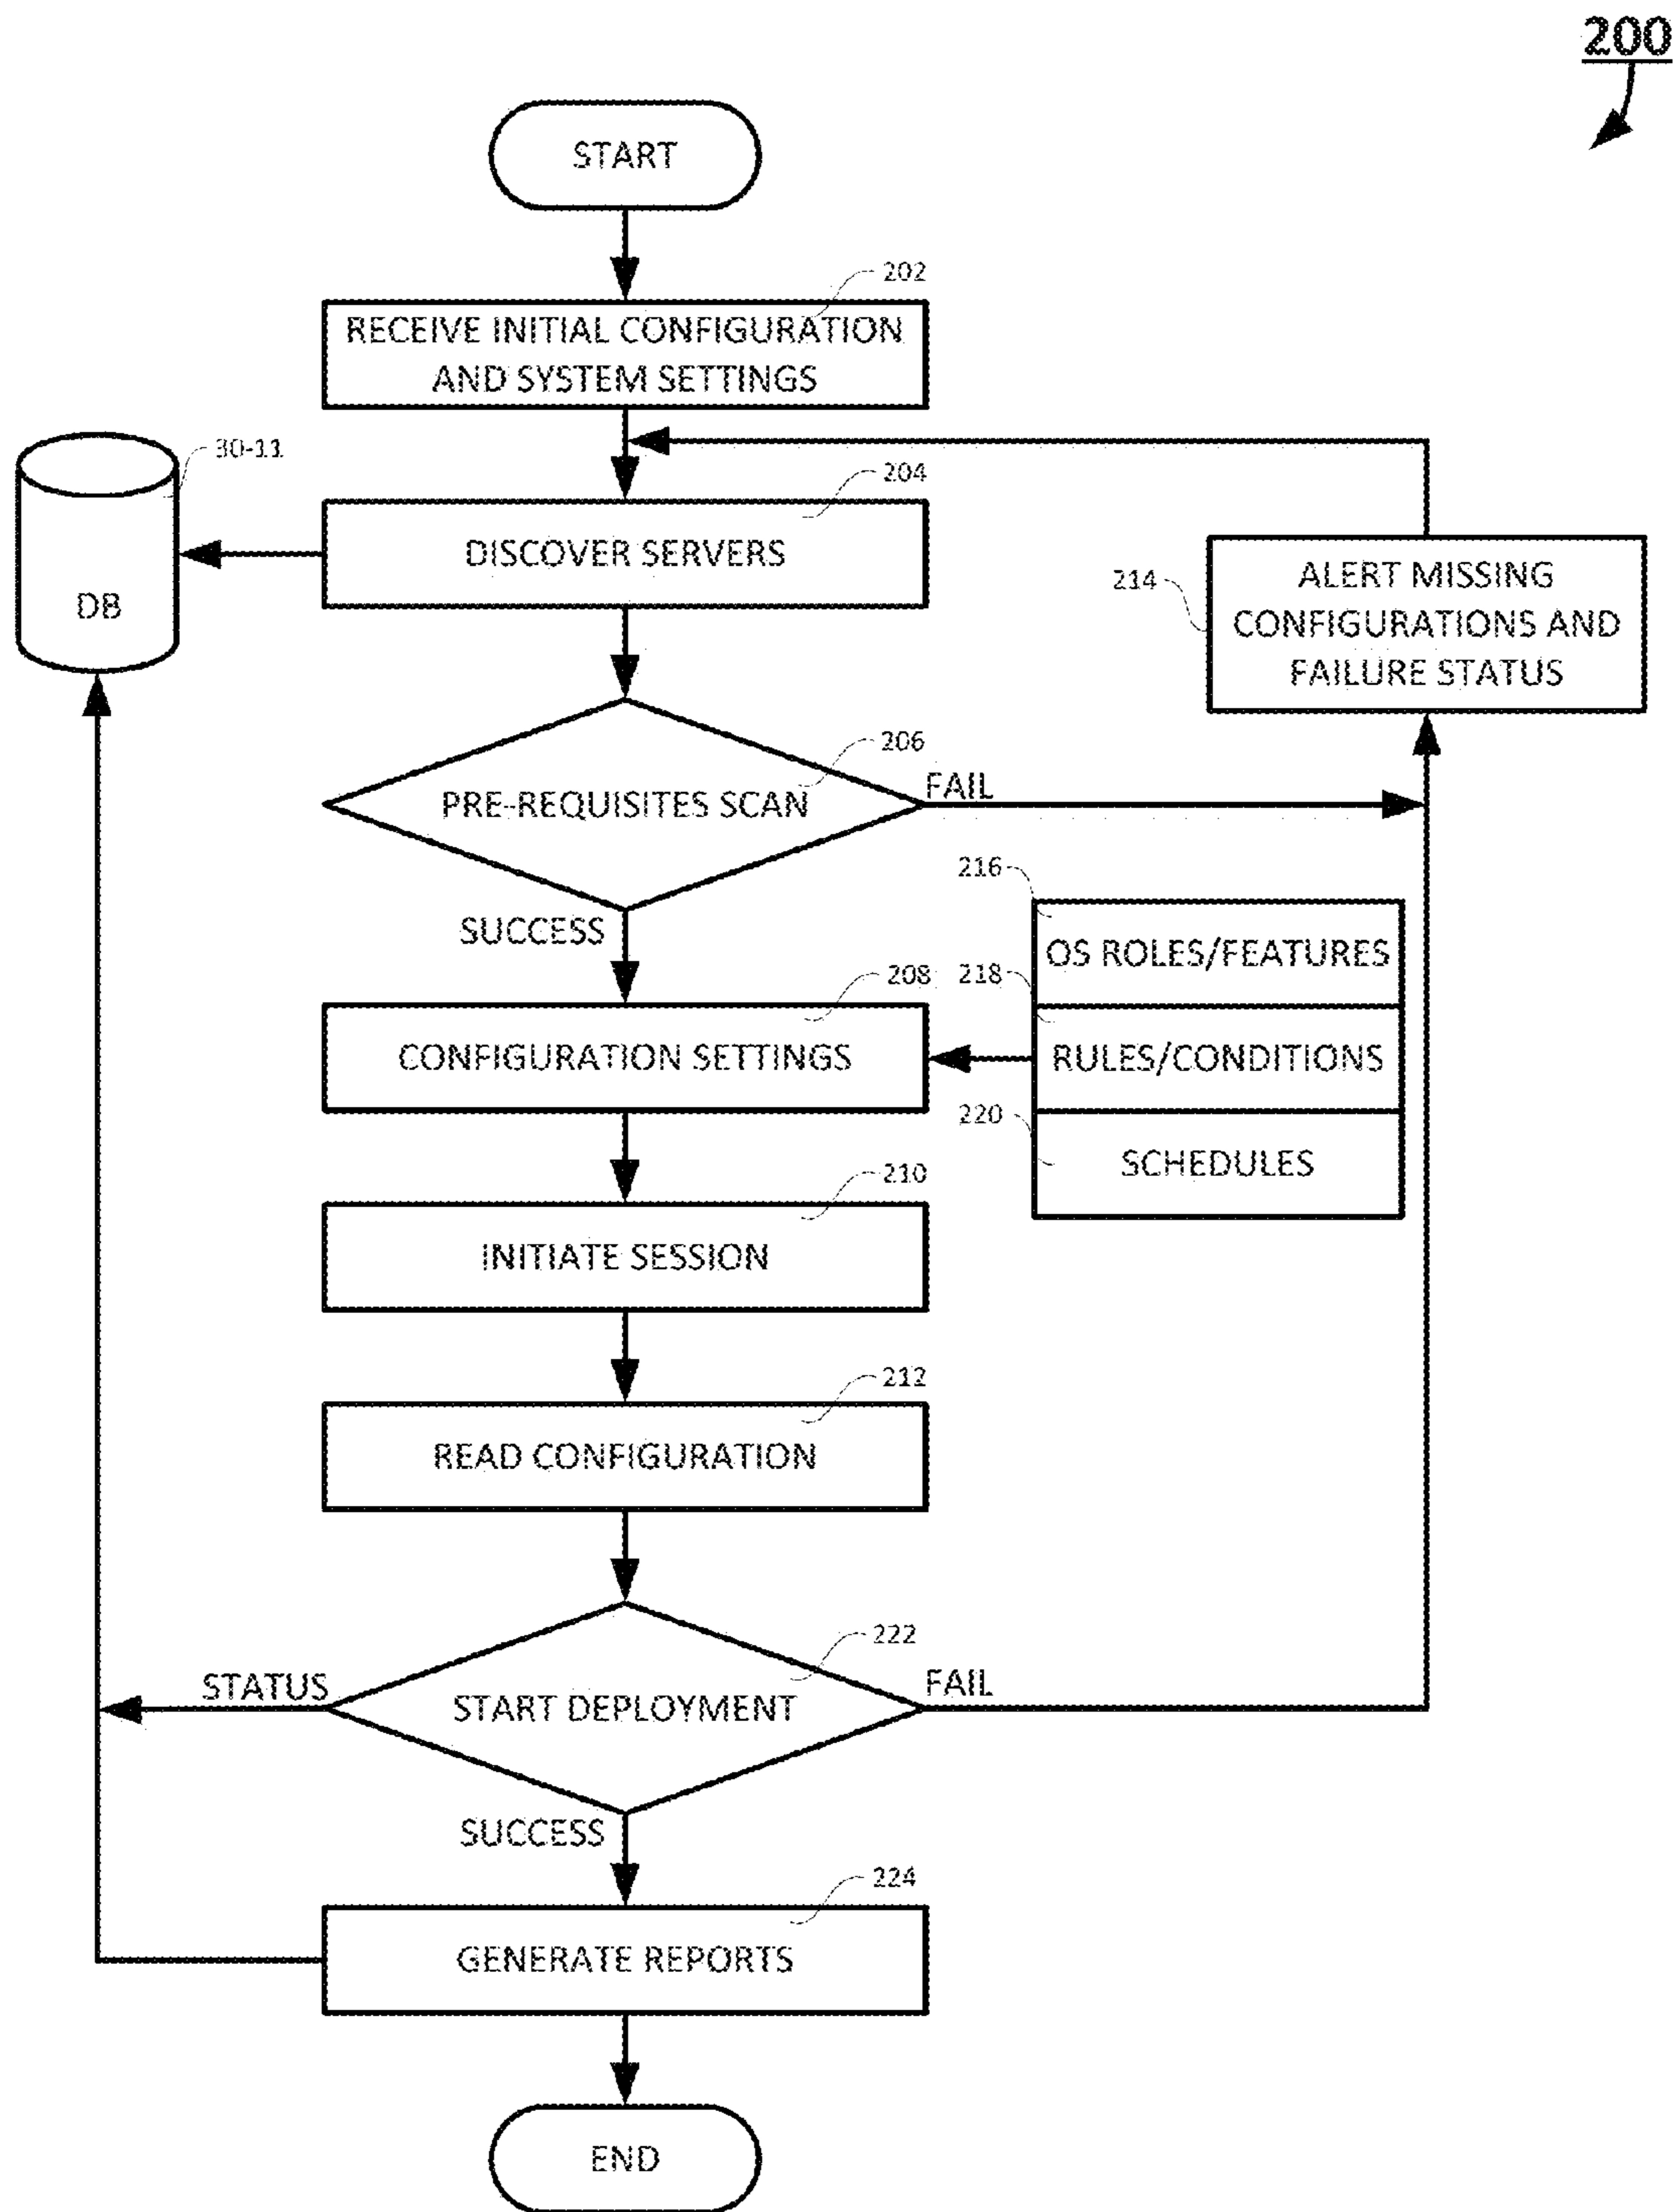 200
START
202
RECEIVE INITIAL CONFIGURATION
AND SYSTEM SETTINGS
30-11
DB
204
DISCOVER SERVERS
214
ALERT MISSING
CONFIGURATIONS AND
FAILURE STATUS
206
PRE-REQUISITES SCAN
FAIL
SUCCESS
216
OS ROLES/FEATURES
208
CONFIGURATION SETTINGS
218
RULES/CONDITIONS
220
SCHEDULES
210
INITIATE SESSION
212
READ CONFIGURATION
222
START DEPLOYMENT
STATUS
FAIL
SUCCESS
224
GENERATE REPORTS
END